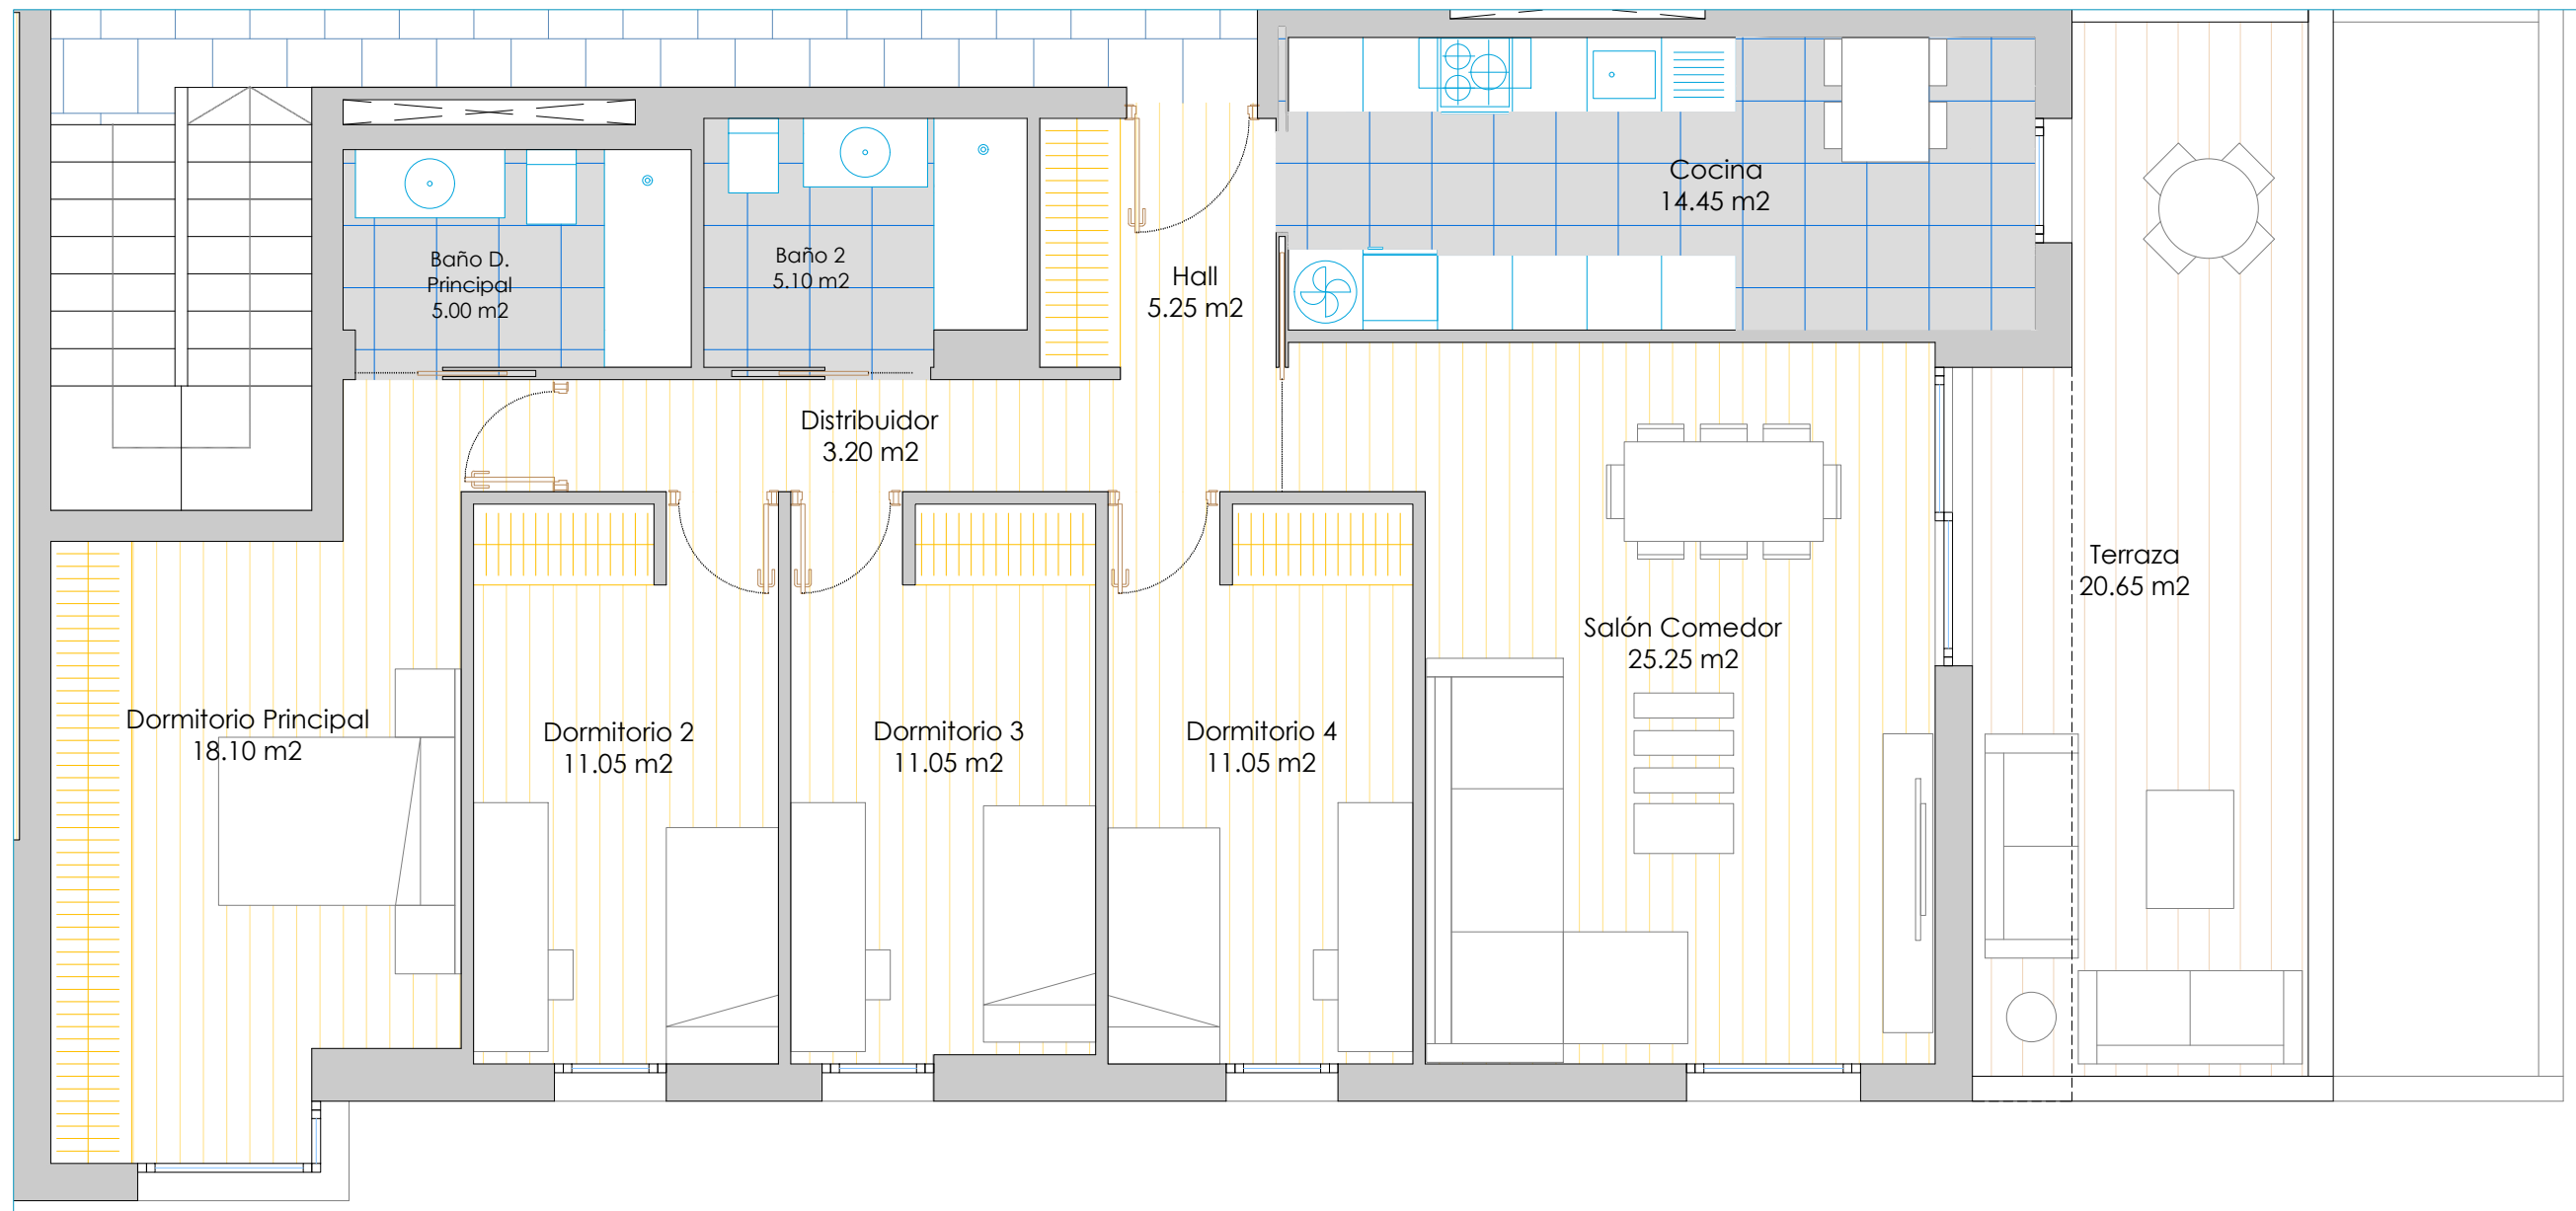 Cocina
14.45 m2
Baño D.
Principal
5.00 m2
Baño 2
5.10 m2
Hall
5.25 m2
Distribuidor
3.20 m2
Terraza
20.65 m2
Salón Comedor
25.25 m2
Dormitorio Principal
18.10 m2
Dormitorio 2
11.05 m2
Dormitorio 3
11.05 m2
Dormitorio 4
11.05 m2